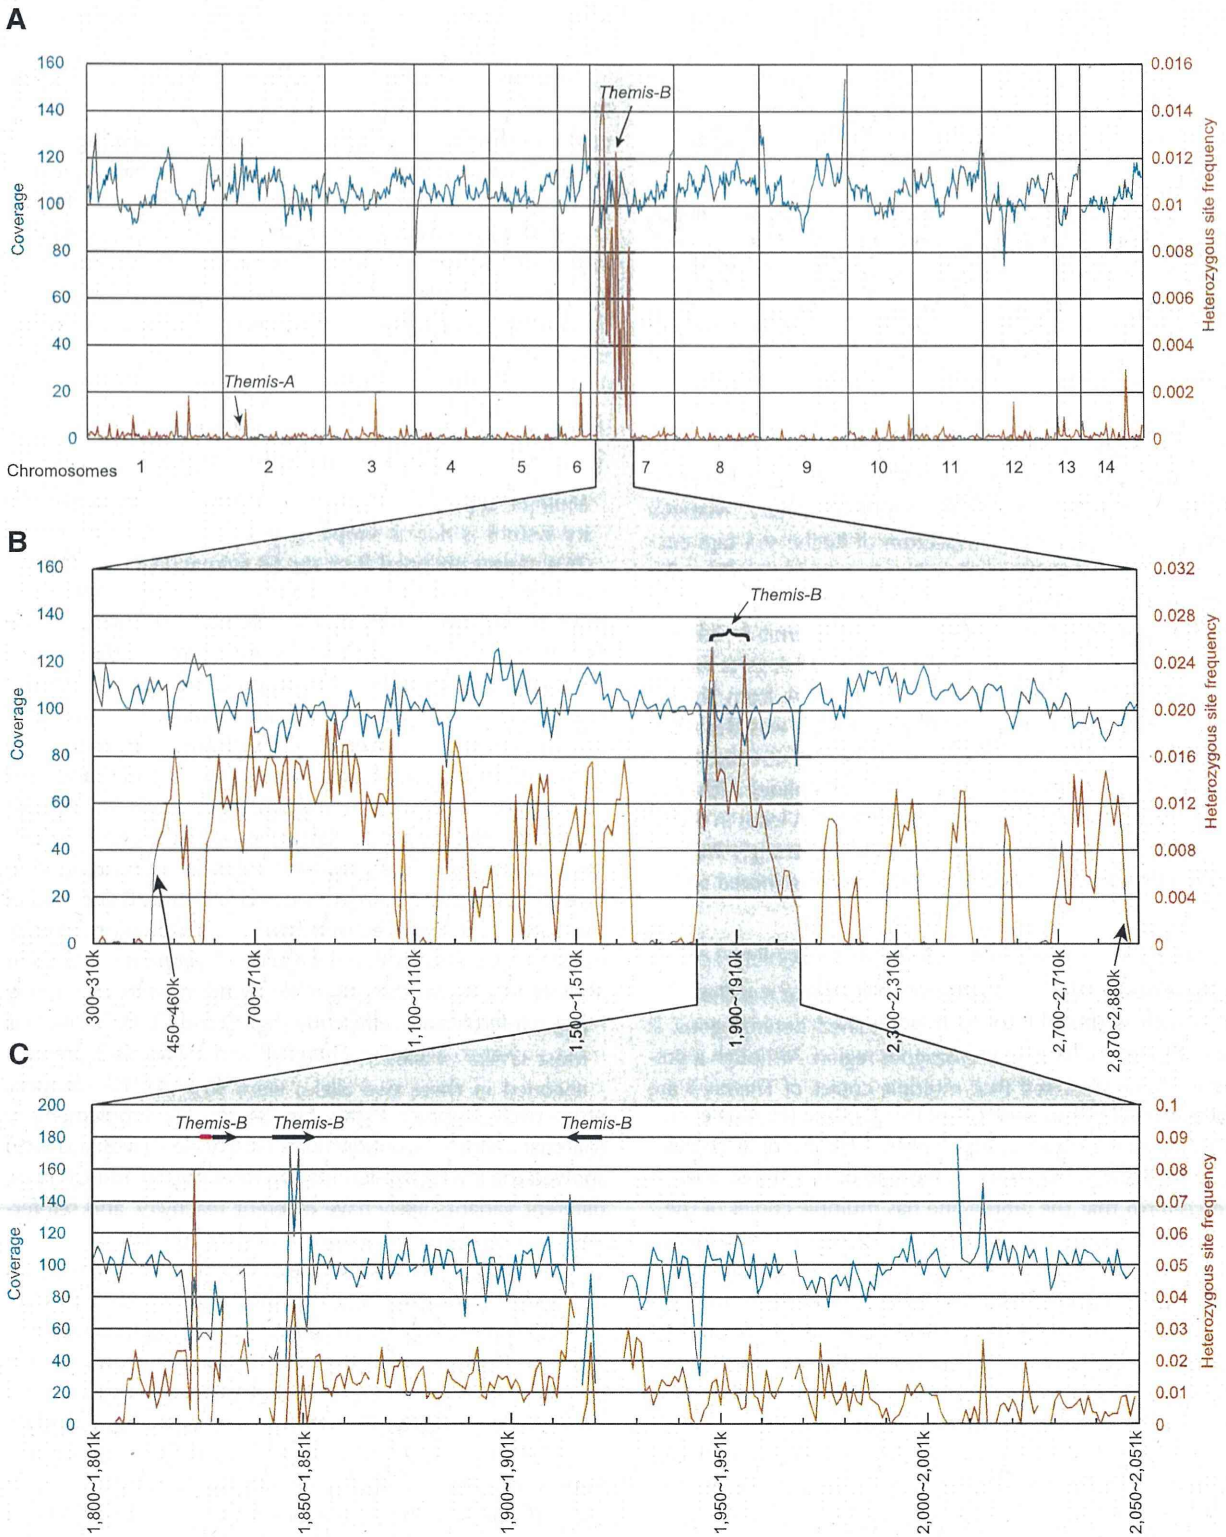 A
160 0.016
Themis-B
140 0.014
120 0.012
100 0.01
80 0.008
60 0.006
40 0.004
Themis-A
20 0.002
0 0
Coverage
Heterozygous site frequency
Chromosomes 1 2 3 4 5 6 7 8 9 10 11 12 13 14
B
160 0.032
Themis-B
140 0.028
120 0.024
100 0.020
80 0.016
60 0.012
40 0.008
20 0.004
0 0
Coverage
Heterozygous site frequency
300~310k
450~460k
700~710k
1,100~1110k
1,500~1,510k
1,900~1910k
2,300~2,310k
2,700~2,710k
2,870~2,880k
C
200 0.1
Themis-B Themis-B Themis-B
180 0.09
160 0.08
140 0.07
120 0.06
100 0.05
80 0.04
60 0.03
40 0.02
20 0.01
0 0
Coverage
Heterozygous site frequency
1,800~1,801k
1,850~1,851k
1,900~1,901k
1,950~1,951k
2,000~2,001k
2,050~2,051k